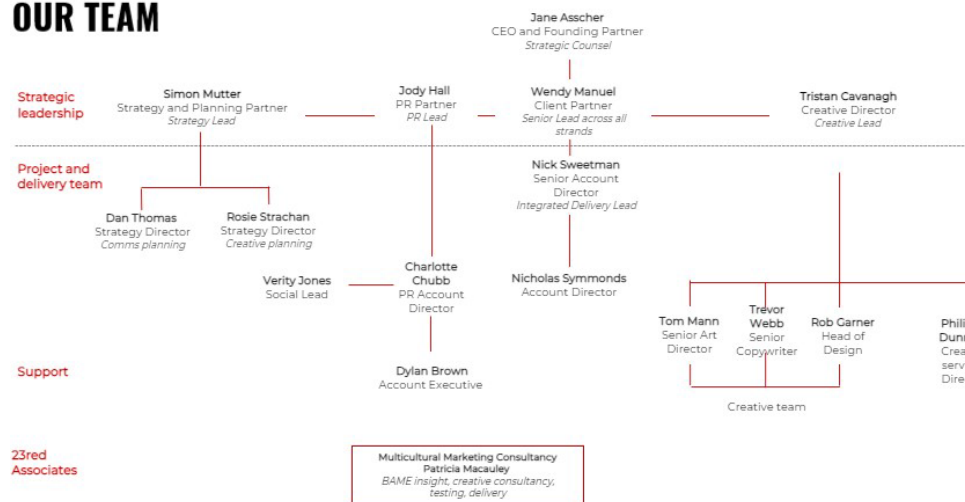 OUR TEAM
Jane Asscher
CEO and Founding Partner
Strategic Counsel
Strategic
leadership
Simon Mutter
Strategy and Planning Partner
Strategy Lead
Jody Hall
PR Partner
PR Lead
Wendy Manuel
Client Partner
Senior Lead across all
strands
Tristan Cavanagh
Creative Director
Creative Lead
Project and
delivery team
Nick Sweetman
Senior Account
Director
Integrated Delivery Lead
Dan Thomas
Strategy Director
Comms planning
Rosie Strachan
Strategy Director
Creative planning
Verity Jones
Social Lead
Charlotte
Chubb
PR Account
Director
Nicholas Symmonds
Account Director
Tom Mann
Senior Art
Director
Trevor
Webb
Senior
Copywriter
Rob Garner
Head of
Design
Support
Dylan Brown
Account Executive
Creative team
23red
Associates
Multicultural Marketing Consultancy
Patricia Macauley
BAME insight, creative consultancy,
testing, delivery